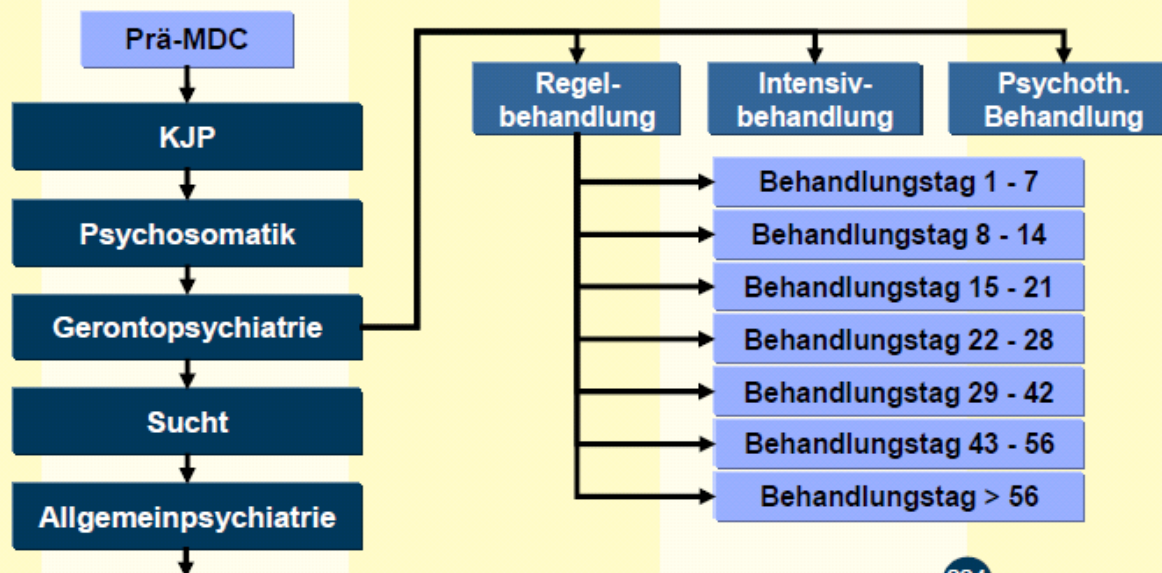 Prä-MDC
KJP
Psychosomatik
Gerontopsychiatrie
Sucht
Allgemeinpsychiatrie
Regel-
behandlung
Intensiv-
behandlung
Psychoth.
Behandlung
Behandlungstag 1 - 7
Behandlungstag 8 - 14
Behandlungstag 15 - 21
Behandlungstag 22 - 28
Behandlungstag 29 - 42
Behandlungstag 43 - 56
Behandlungstag > 56